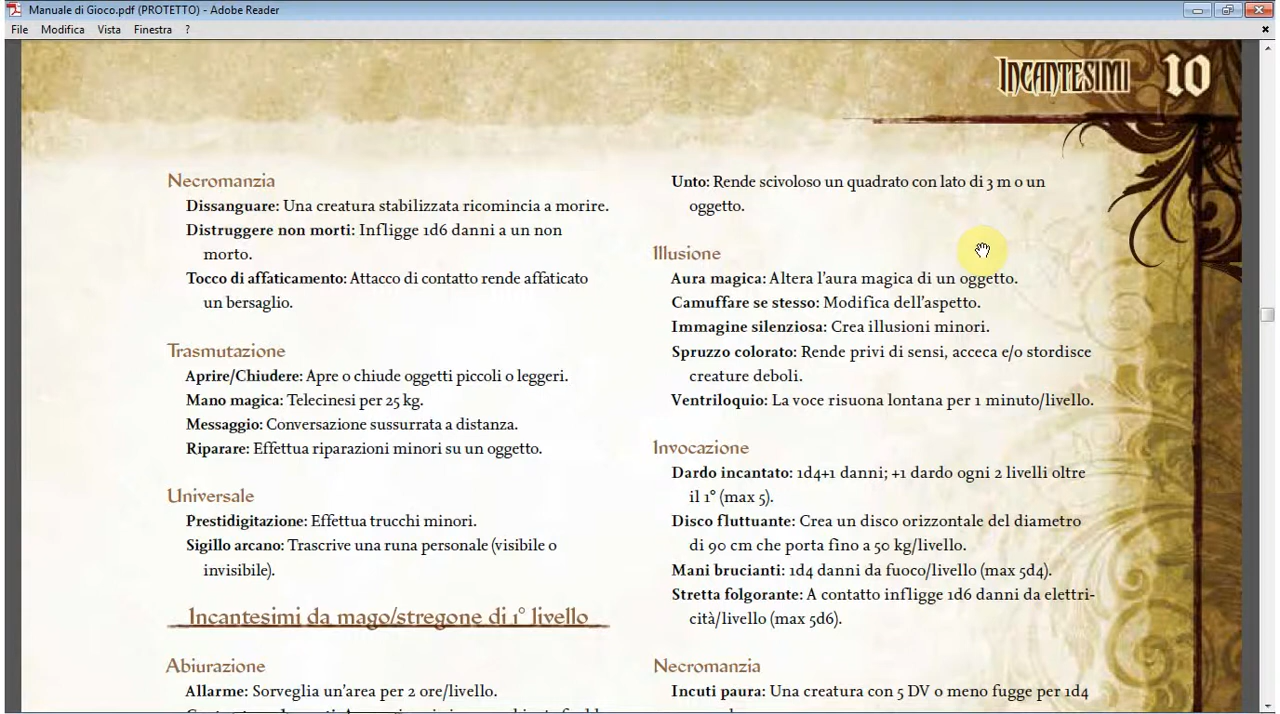 Manuale di Gioco.pdf (PROTETTO) - Adobe Reader
File Modifica Vista Finestra ?
Incantesimi 10
Necromanzia
Dissanguare: Una creatura stabilizzata ricomincia a morire.
Distruggere non morti: Infligge 1d6 danni a un non
morto.
Tocco di affaticamento: Attacco di contatto rende affaticato
un bersaglio.
Trasmutazione
Aprire/Chiudere: Apre o chiude oggetti piccoli o leggeri.
Mano magica: Telecinesi per 25 kg.
Messaggio: Conversazione sussurrata a distanza.
Riparare: Effettua riparazioni minori su un oggetto.
Universale
Prestidigitazione: Effettua trucchi minori.
Sigillo arcano: Trascrive una runa personale (visibile o
invisibile).
Incantesimi da mago/stregone di 1° livello
Abiurazione
Allarme: Sorveglia un'area per 2 ore/livello.
Unto: Rende scivoloso un quadrato con lato di 3 m o un
oggetto.
Illusione
Aura magica: Altera l'aura magica di un oggetto.
Camuffare se stesso: Modifica dell'aspetto.
Immagine silenziosa: Crea illusioni minori.
Spruzzo colorato: Rende privi di sensi, acceca e/o stordisce
creature deboli.
Ventriloquio: La voce risuona lontana per 1 minuto/livello.
Invocazione
Dardo incantato: 1d4+1 danni; +1 dardo ogni 2 livelli oltre
il 1° (max 5).
Disco fluttuante: Crea un disco orizzontale del diametro
di 90 cm che porta fino a 50 kg/livello.
Mani brucianti: 1d4 danni da fuoco/livello (max 5d4).
Stretta folgorante: A contatto infligge 1d6 danni da elettri-
cità/livello (max 5d6).
Necromanzia
Incuti paura: Una creatura con 5 DV o meno fugge per 1d4